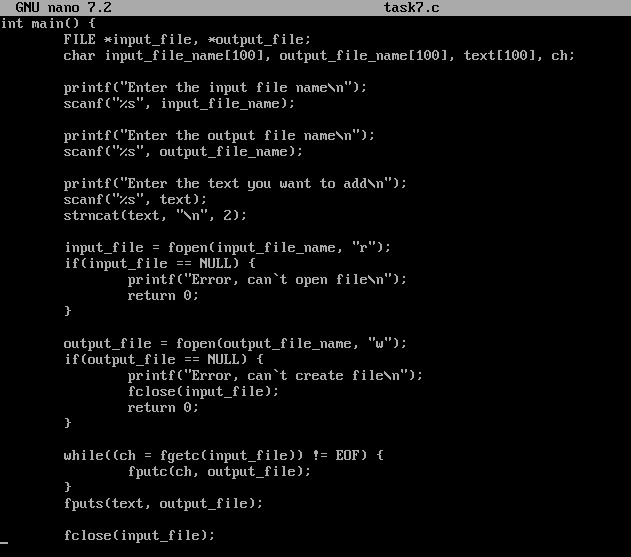 GNU nano 7.2 task7.c
int main() {
FILE *input_file, *output_file;
char input_file_name[100], output_file_name[100], text[100], ch;
printf("Enter the input file name\n");
scanf("%s", input_file_name);
printf("Enter the output file name\n");
scanf("%s", output_file_name);
printf("Enter the text you want to add\n");
scanf("%s", text);
strncat(text, "\n", 2);
input_file = fopen(input_file_name, "r");
if(input_file == NULL) {
printf("Error, can`t open file\n");
return 0;
}
output_file = fopen(output_file_name, "w");
if(output_file == NULL) {
printf("Error, can`t create file\n");
fclose(input_file);
return 0;
}
while((ch = fgetc(input_file)) != EOF) {
fputc(ch, output_file);
}
fputs(text, output_file);
fclose(input_file);